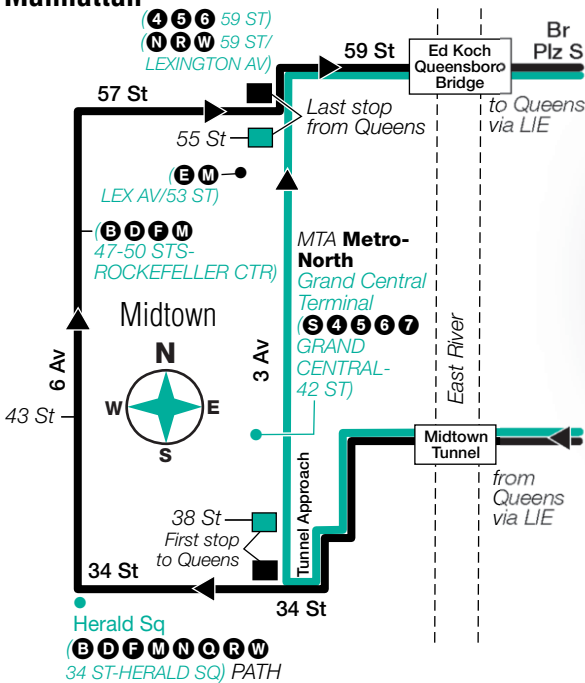 Manhattan
(4 5 6 59 ST)
(N R W 59 ST/
LEXINGTON AV)
59 St
Ed Koch
Queensboro
Bridge
Br
Plz S
to Queens
via LIE
57 St
Last stop
from Queens
55 St
(E M
LEX AV/53 ST)
(B D F M
47-50 STS-
ROCKEFELLER CTR)
MTA Metro-
North
Grand Central
Terminal
(S 4 5 6 7
GRAND
CENTRAL-
42 ST)
Midtown
N
W E
S
6 Av
3 Av
East River
43 St
Midtown
Tunnel
from
Queens
via LIE
Tunnel Approach
38 St
First stop
to Queens
34 St
34 St
Herald Sq
(B D F M N Q R W
34 ST-HERALD SQ) PATH